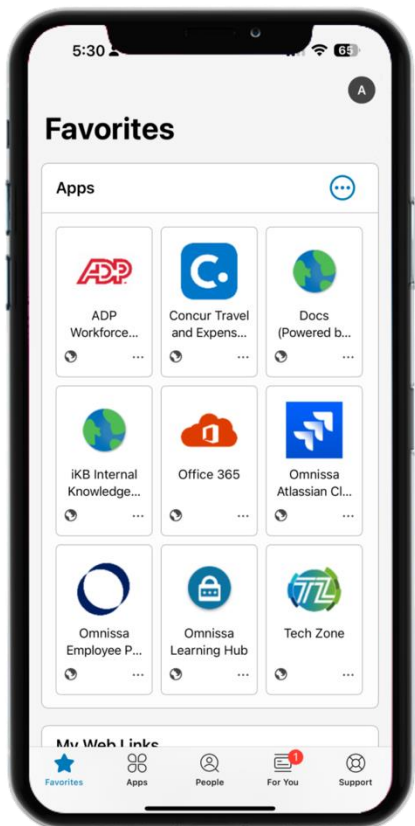 5:30
65
A
Favorites
Apps
ADP
ADP
Workforce...
C.
Concur Travel
and Expens...
Docs
(Powered b...
iKB Internal
Knowledge...
Office 365
Omnissa
Atlassian Cl...
Omnissa
Employee P...
Omnissa
Learning Hub
TZ
Tech Zone
My Web Links
1
Favorites
Apps
People
For You
Support